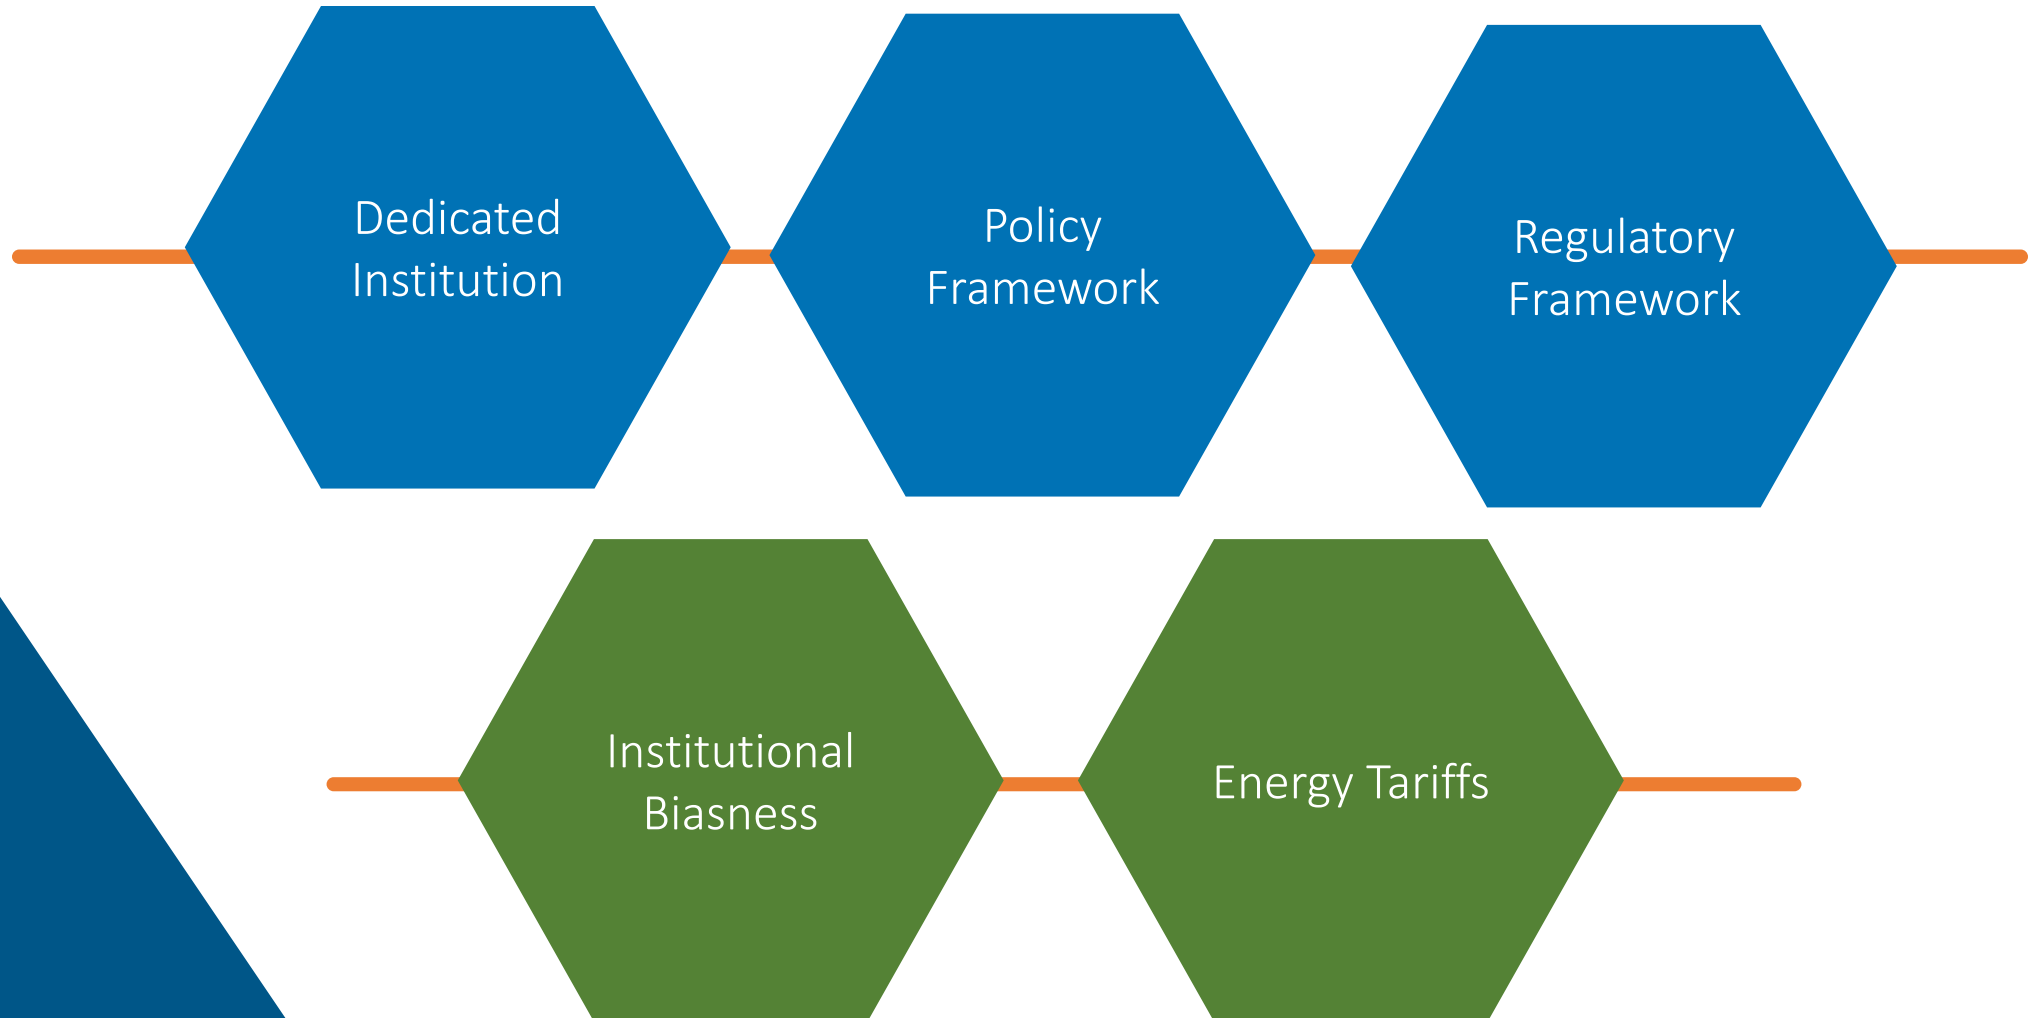 Dedicated
Institution
Policy
Framework
Regulatory
Framework
Institutional
Biasness
Energy Tariffs